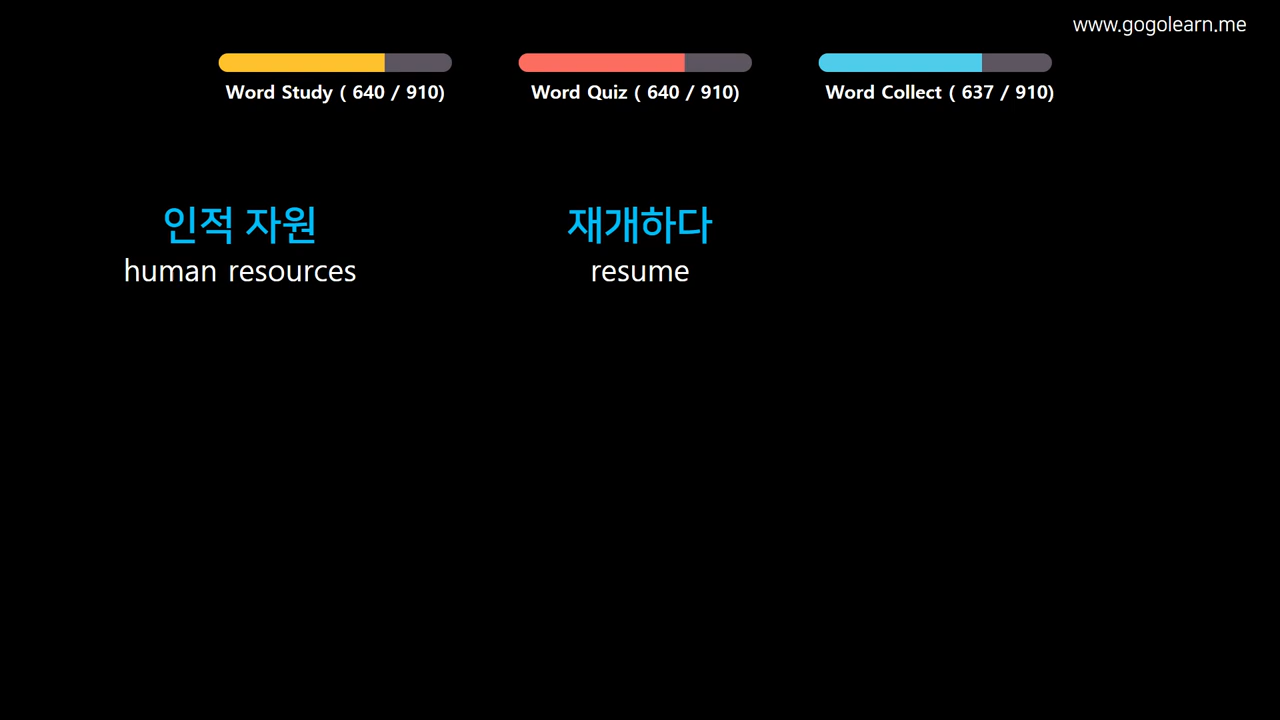 www.gogolearn.me
Word Study ( 640 / 910)
Word Quiz ( 640 / 910)
Word Collect ( 637 / 910)
인적 자원
human resources
재개하다
resume